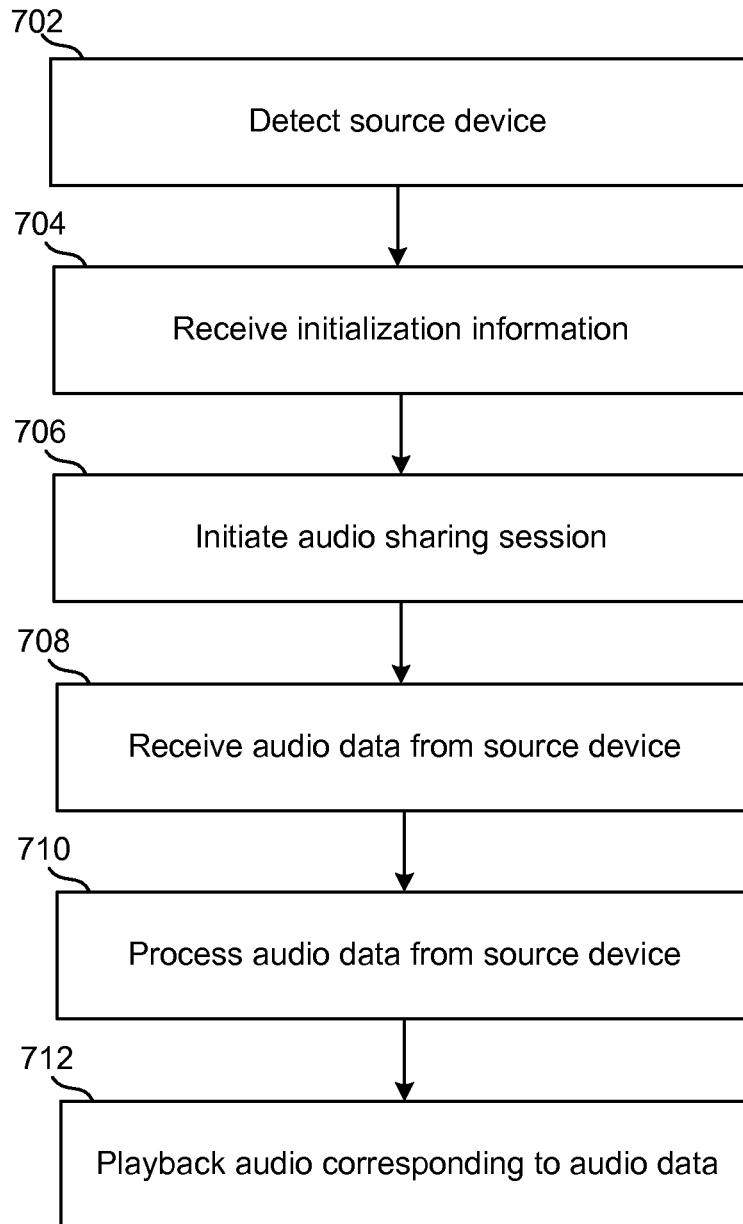 702
Detect source device
704
Receive initialization information
706
Initiate audio sharing session
708
Receive audio data from source device
710
Process audio data from source device
712
Playback audio corresponding to audio data